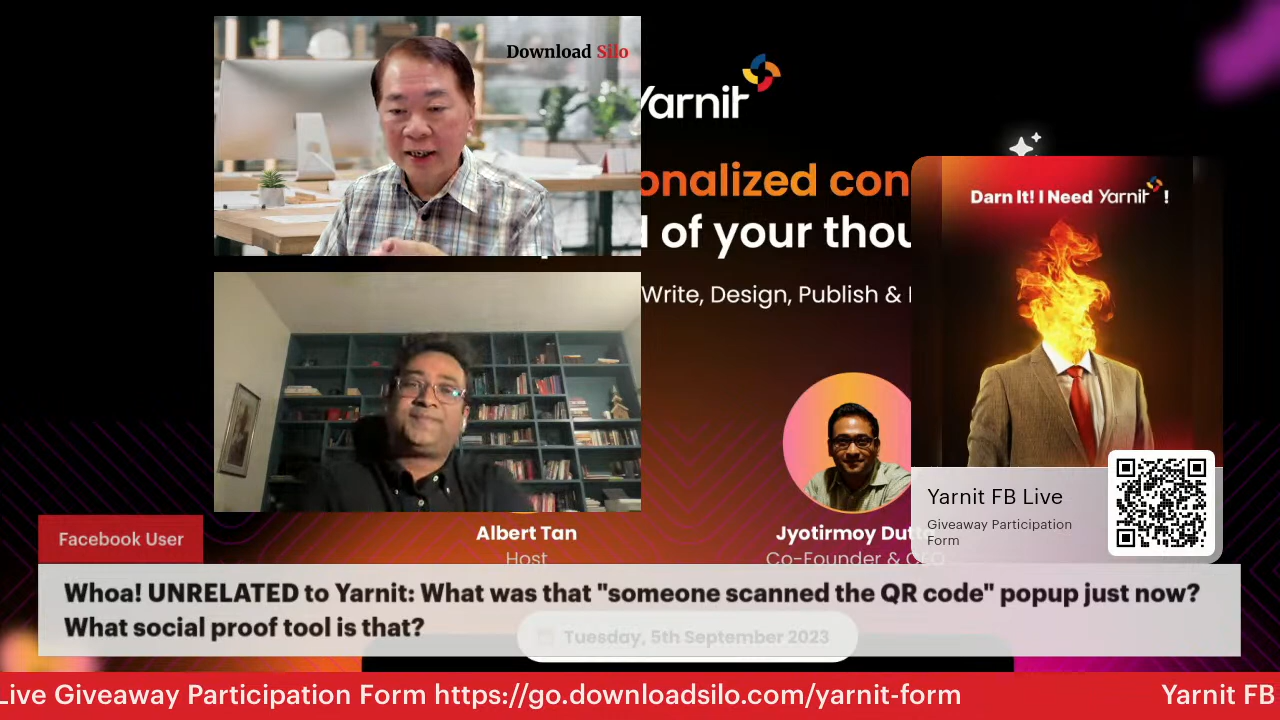 Download Silo
Yarnit
onalized con
d of your thou
Write, Design, Publish &
Darn It! I Need Yarnit !
Yarnit FB Live
Giveaway Participation
Form
Albert Tan
Host
Jyotirmoy Dutt
Co-Founder & CEO
Facebook User
Whoa! UNRELATED to Yarnit: What was that "someone scanned the QR code" popup just now?
What social proof tool is that?
Tuesday, 5th September 2023
Live Giveaway Participation Form https://go.downloadsilo.com/yarnit-form
Yarnit FB